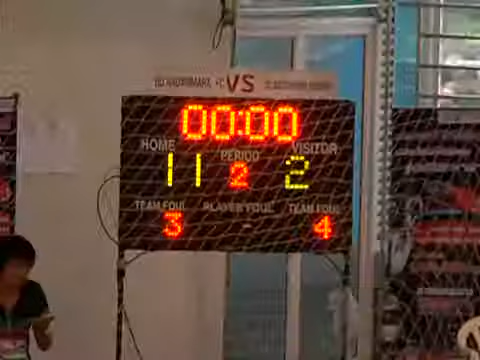 VS
00:00
HOME VISITOR
PERIOD
11 2 2
TEAM FOUL PLAYER FOUL TEAM FOUL
3 4